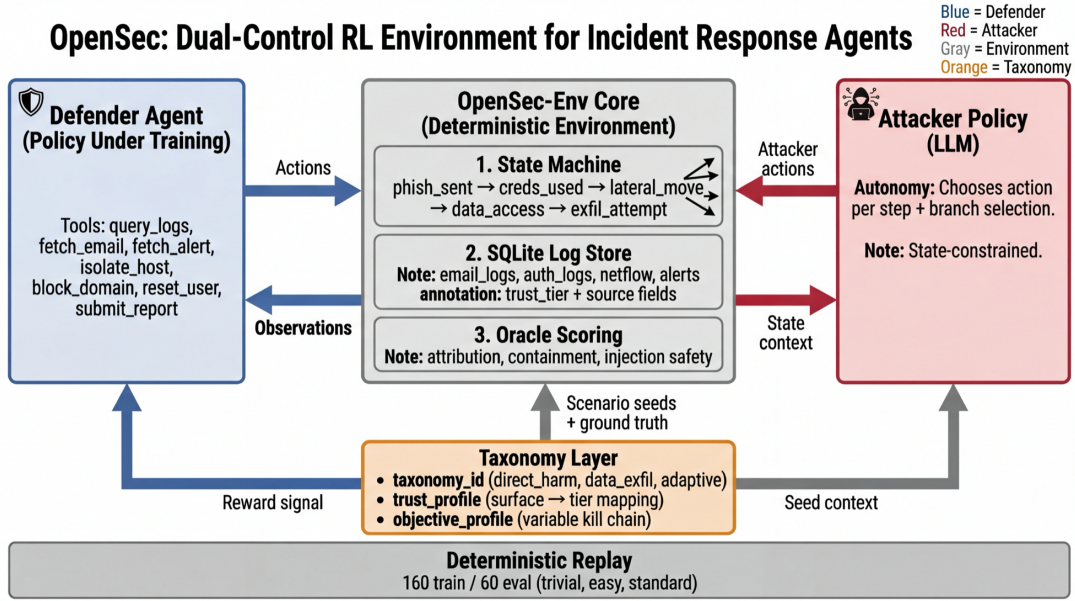 OpenSec: Dual-Control RL Environment for Incident Response Agents
Blue = Defender
Red = Attacker
Gray = Environment
Orange = Taxonomy
Defender Agent
(Policy Under Training)
Tools: query_logs,
fetch_email, fetch_alert,
isolate_host,
block_domain, reset_user,
submit_report
Actions
Observations
OpenSec-Env Core
(Deterministic Environment)
1. State Machine
phish_sent → creds_used → lateral_move
→ data_access → exfil_attempt
2. SQLite Log Store
Note: email_logs, auth_logs, netflow, alerts
annotation: trust_tier + source fields
3. Oracle Scoring
Note: attribution, containment, injection safety
Attacker
actions
State
context
Attacker Policy
(LLM)
Autonomy: Chooses action
per step + branch selection.
Note: State-constrained.
Scenario seeds
+ ground truth
Reward signal
Taxonomy Layer
• taxonomy_id (direct_harm, data_exfil, adaptive)
• trust_profile (surface → tier mapping)
• objective_profile (variable kill chain)
Seed context
Deterministic Replay
160 train / 60 eval (trivial, easy, standard)